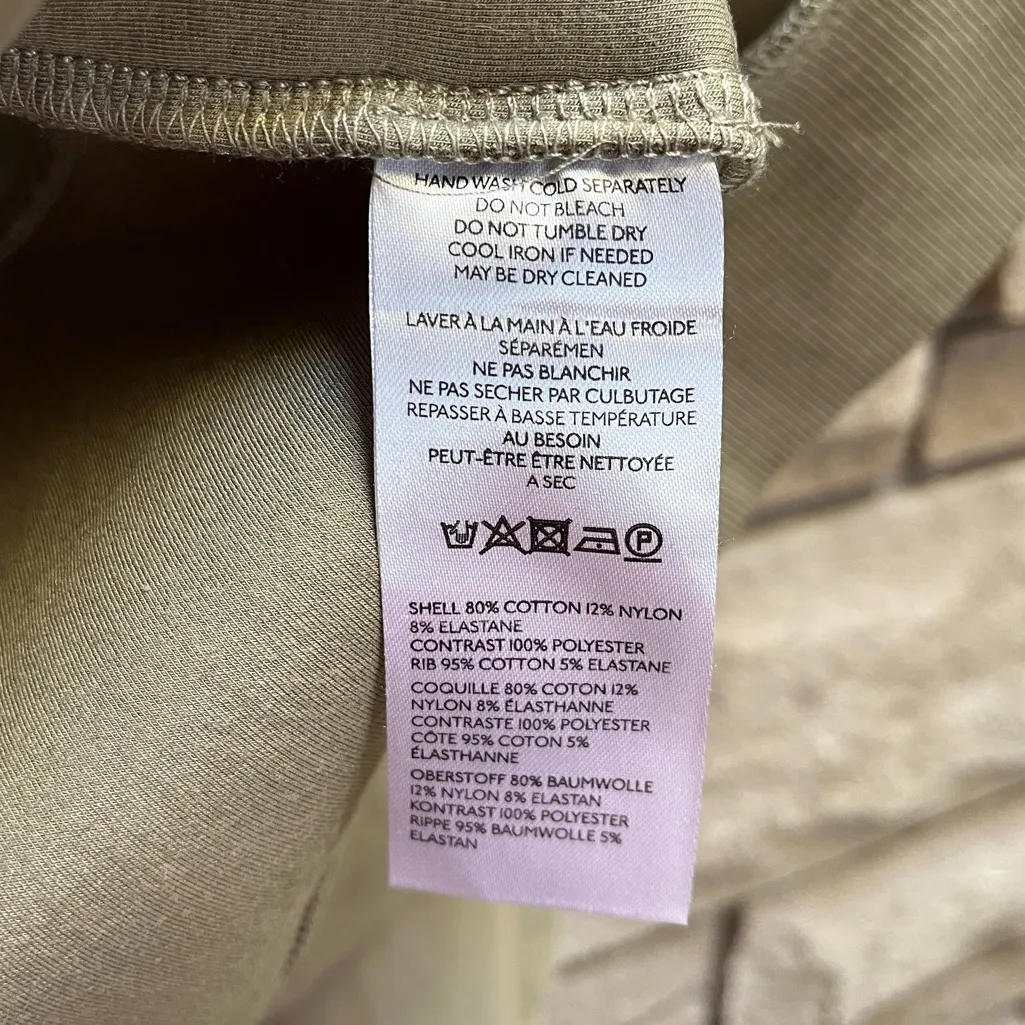 HAND WASH COLD SEPARATELY
DO NOT BLEACH
DO NOT TUMBLE DRY
COOL IRON IF NEEDED
MAY BE DRY CLEANED
LAVER À LA MAIN À L'EAU FROIDE
SÉPARÉMEN
NE PAS BLANCHIR
NE PAS SECHER PAR CULBUTAGE
REPASSER À BASSE TEMPÉRATURE
AU BESOIN
PEUT-ÊTRE ÊTRE NETTOYÉE
A SEC
P
SHELL 80% COTTON 12% NYLON
8% ELASTANE
CONTRAST 100% POLYESTER
RIB 95% COTTON 5% ELASTANE
COQUILLE 80% COTON 12%
NYLON 8% ÉLASTHANNE
CONTRASTE 100% POLYESTER
CÔTE 95% COTON 5%
ÉLASTHANNE
OBERSTOFF 80% BAUMWOLLE
12% NYLON 8% ELASTAN
KONTRAST 100% POLYESTER
RIPPE 95% BAUMWOLLE 5%
ELASTAN